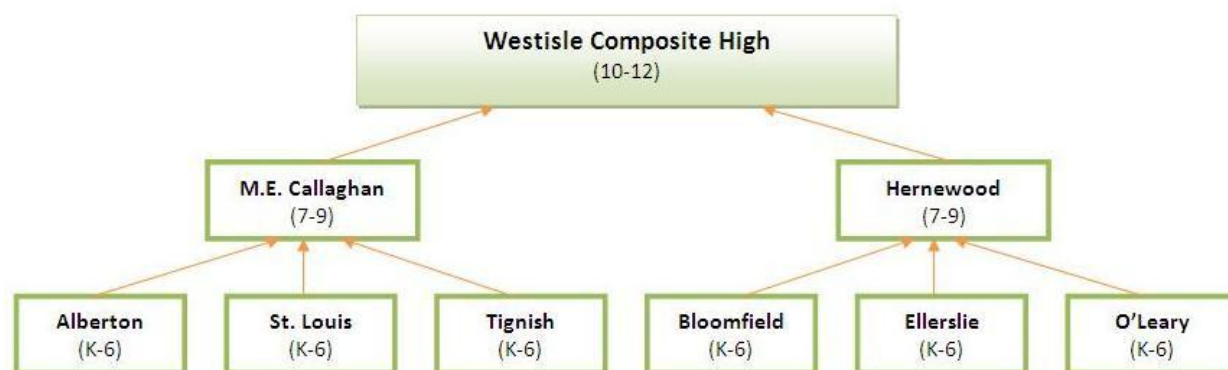 Westisle Composite High
(10-12)
M.E. Callaghan
(7-9)
Hernewood
(7-9)
Alberton
(K-6)
St. Louis
(K-6)
Tignish
(K-6)
Bloomfield
(K-6)
Ellerslie
(K-6)
O’Leary
(K-6)